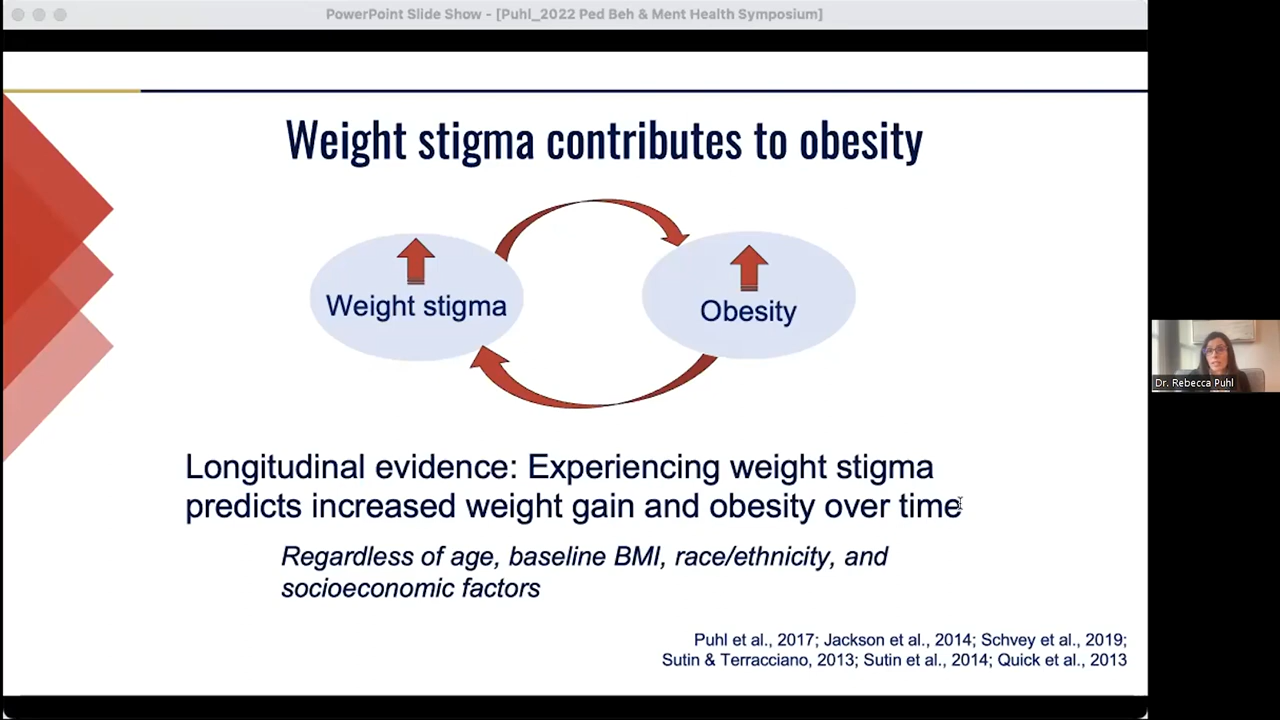 PowerPoint Slide Show - [Puhl_2022 Ped Beh & Ment Health Symposium]
Weight stigma contributes to obesity
Weight stigma
Obesity
Longitudinal evidence: Experiencing weight stigma
predicts increased weight gain and obesity over time
Regardless of age, baseline BMI, race/ethnicity, and
socioeconomic factors
Puhl et al., 2017; Jackson et al., 2014; Schvey et al., 2019;
Sutin & Terracciano, 2013; Sutin et al., 2014; Quick et al., 2013
Dr. Rebecca Puhl